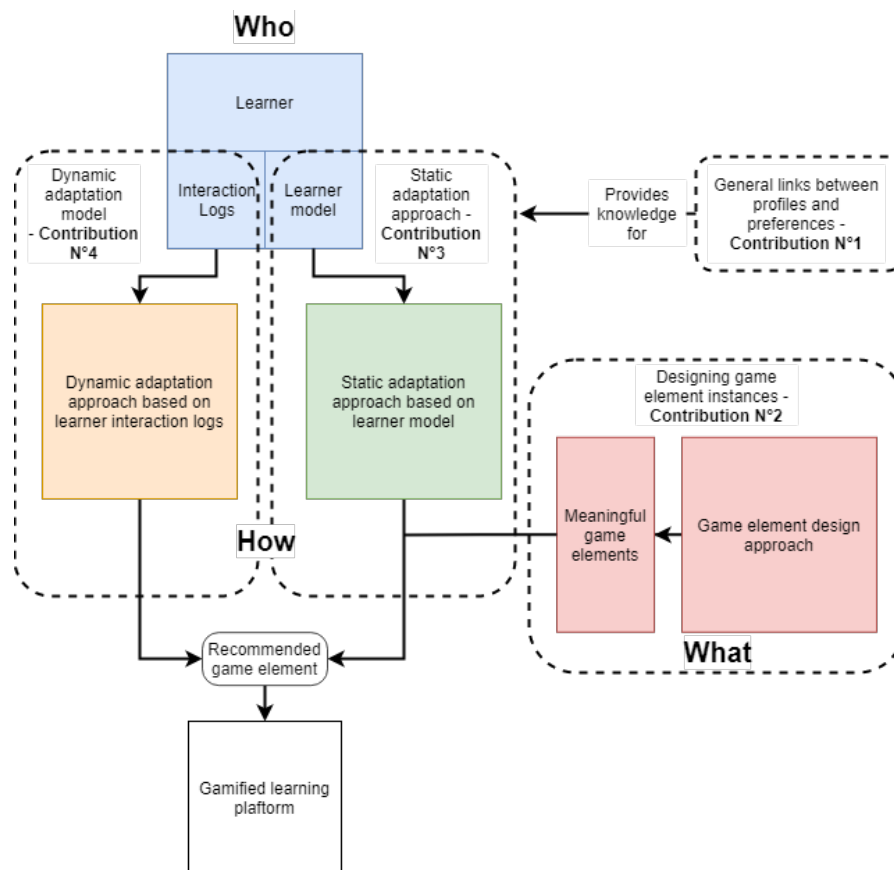 Who
Learner
Interaction
Logs
Learner
model
Dynamic
adaptation
model
- Contribution
N°4
Static
adaptation
approach -
Contribution
N°3
Provides
knowledge
for
General links between
profiles and
preferences -
Contribution N°1
Dynamic adaptation
approach based on
learner interaction logs
Static adaptation
approach based on
learner model
Designing game
element instances -
Contribution N°2
Meaningful
game
elements
Game element design
approach
How
What
Recommended
game element
Gamified learning
plaftorm